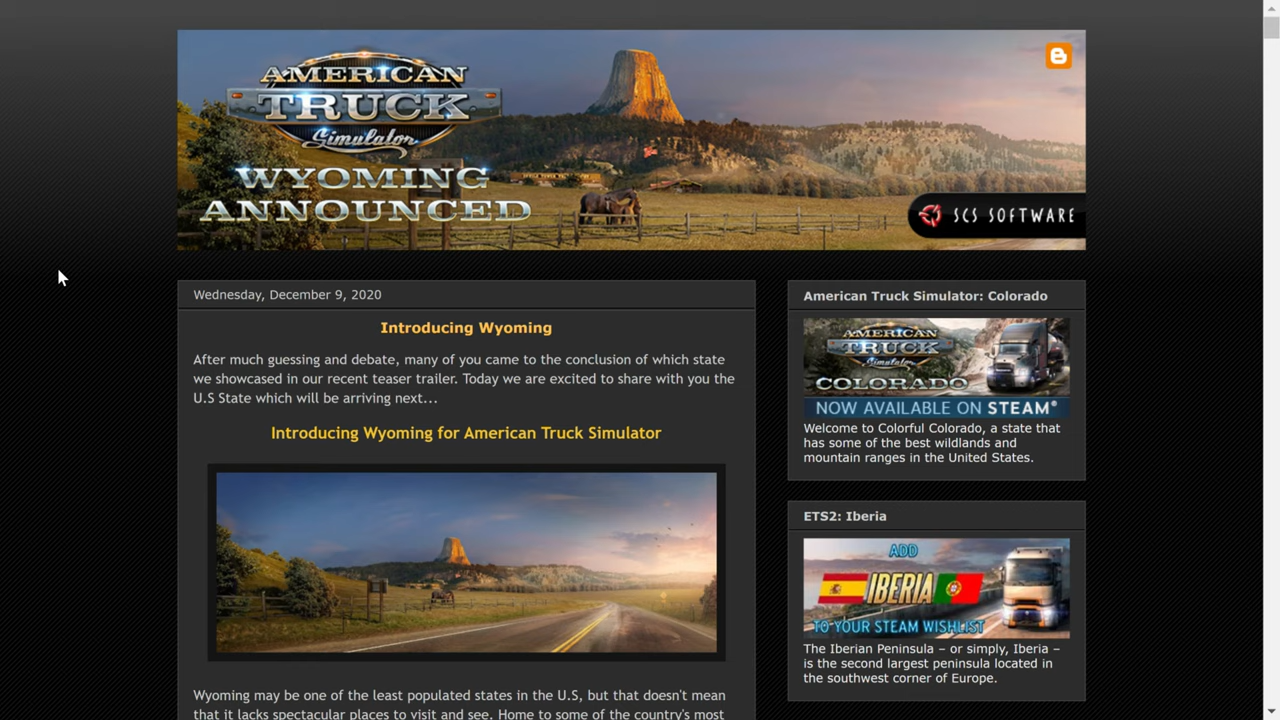 AMERICAN
TRUCK
Simulator
WYOMING
ANNOUNCED
SCS SOFTWARE
Wednesday, December 9, 2020
Introducing Wyoming
After much guessing and debate, many of you came to the conclusion of which state
we showcased in our recent teaser trailer. Today we are excited to share with you the
U.S State which will be arriving next...
Introducing Wyoming for American Truck Simulator
Wyoming may be one of the least populated states in the U.S, but that doesn't mean
that it lacks spectacular places to visit and see. Home to some of the country's most
American Truck Simulator: Colorado
AMERICAN
TRUCK
Simulator
COLORADO
NOW AVAILABLE ON STEAM®
Welcome to Colorful Colorado, a state that
has some of the best wildlands and
mountain ranges in the United States.
ETS2: Iberia
ADD
IBERIA
TO YOUR STEAM WISHLIST
The Iberian Peninsula – or simply, Iberia –
is the second largest peninsula located in
the southwest corner of Europe.